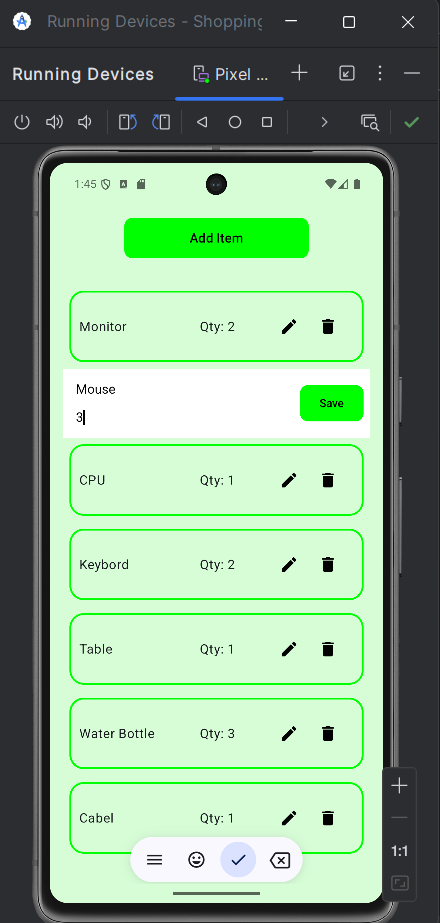 Running Devices - Shopping
Running Devices
Pixel ...
1:45
Add Item
Monitor Qty: 2
Mouse
3
Save
CPU Qty: 1
Keybord Qty: 2
Table Qty: 1
Water Bottle Qty: 3
Cabel Qty: 1
1:1